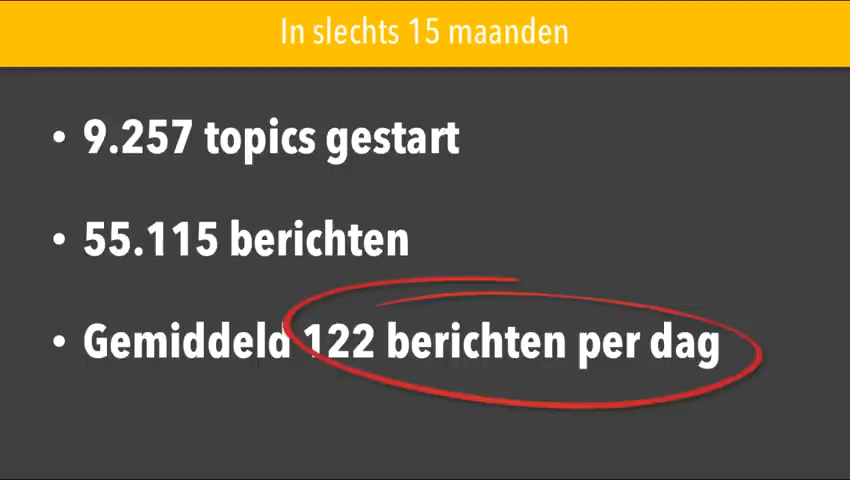 In slechts 15 maanden
• 9.257 topics gestart
• 55.115 berichten
• Gemiddeld 122 berichten per dag